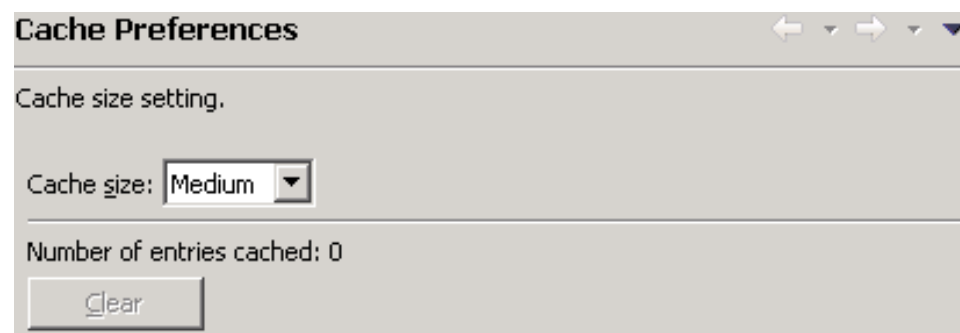 Cache Preferences
Cache size setting.
Cache size: Medium
Number of entries cached: 0
Clear